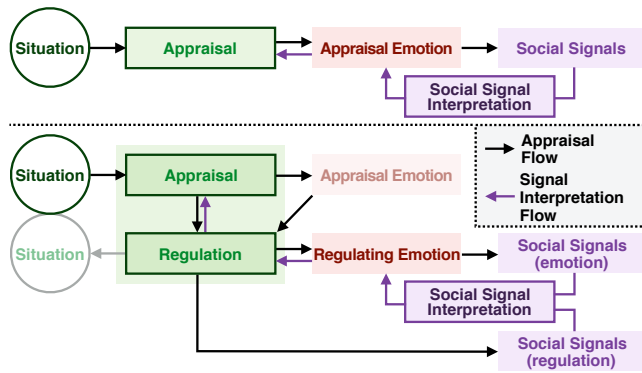 Situation
Appraisal
Appraisal Emotion
Social Signals
Social Signal
Interpretation
Situation
Appraisal
Appraisal Emotion
Appraisal
Flow
Signal
Interpretation
Flow
Situation
Regulation
Regulating Emotion
Social Signals
(emotion)
Social Signal
Interpretation
Social Signals
(regulation)